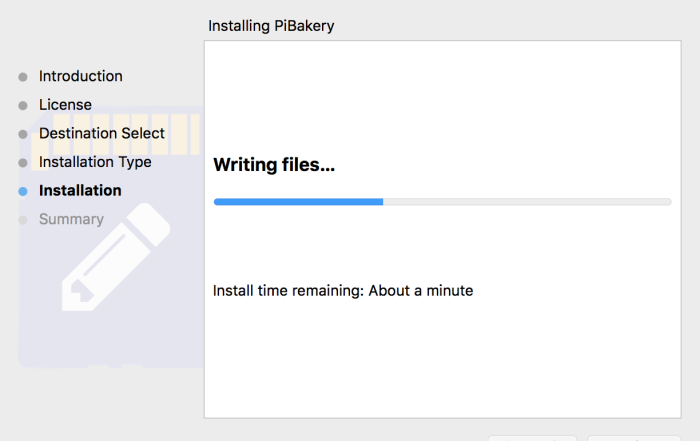 Installing PiBakery
Introduction
License
Destination Select
Installation Type
Installation
Summary
Writing files...
Install time remaining: About a minute